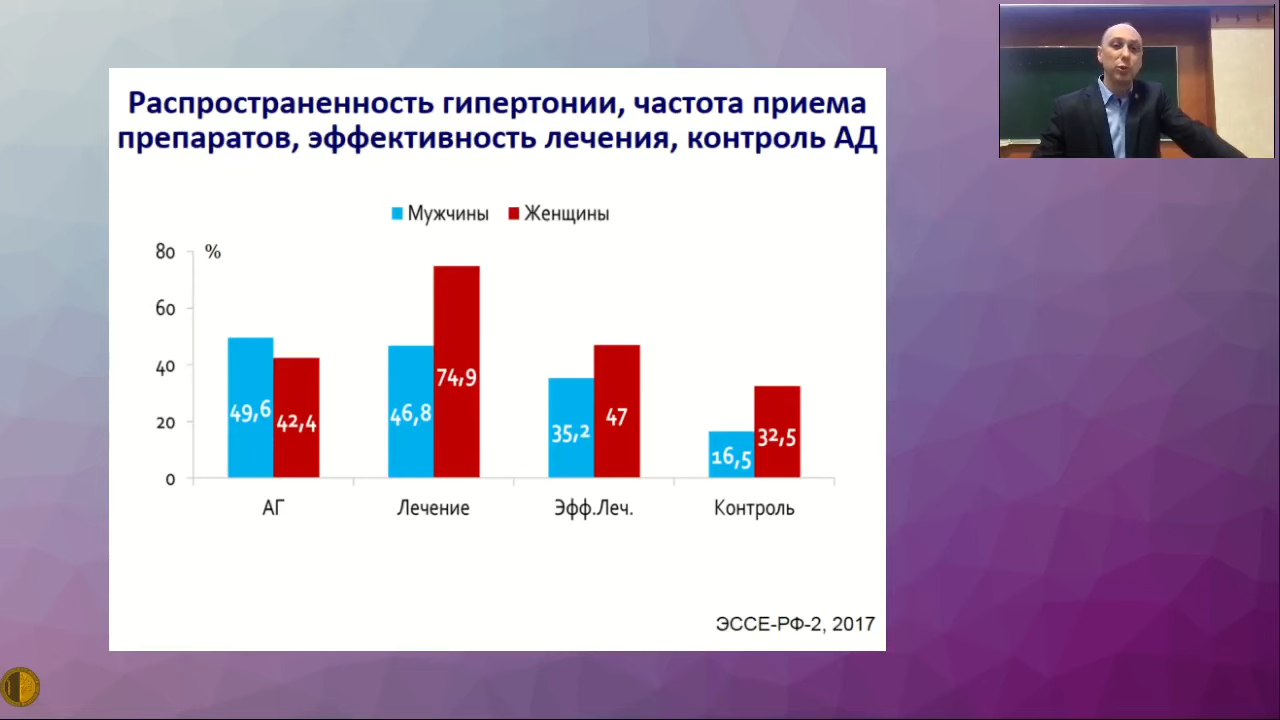 Распространенность гипертонии, частота приема
препаратов, эффективность лечения, контроль АД
Мужчины Женщины
80 %
60
40
20
0
49,6 42,4 46,8 74,9 35,2 47 16,5 32,5
АГ Лечение Эфф.Леч. Контроль
ЭССЕ-РФ-2, 2017